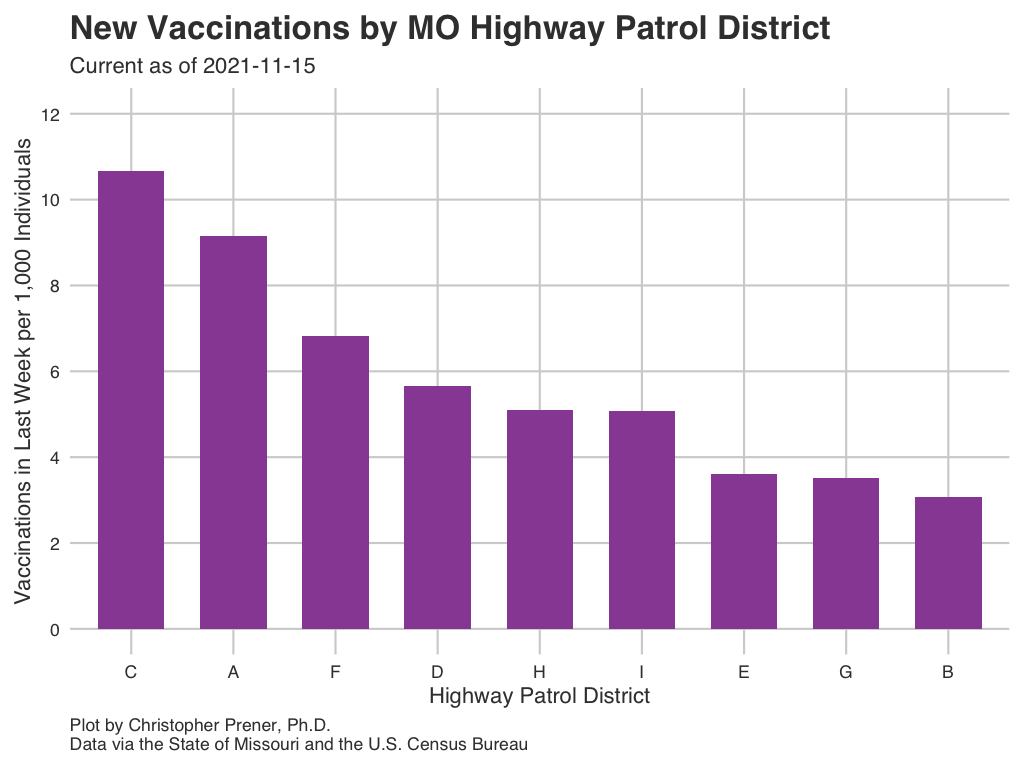 New Vaccinations by MO Highway Patrol District
Current as of 2021-11-15
Vaccinations in Last Week per 1,000 Individuals
12
10
8
6
4
2
0
C A F D H I E G B
Highway Patrol District
Plot by Christopher Prener, Ph.D.
Data via the State of Missouri and the U.S. Census Bureau